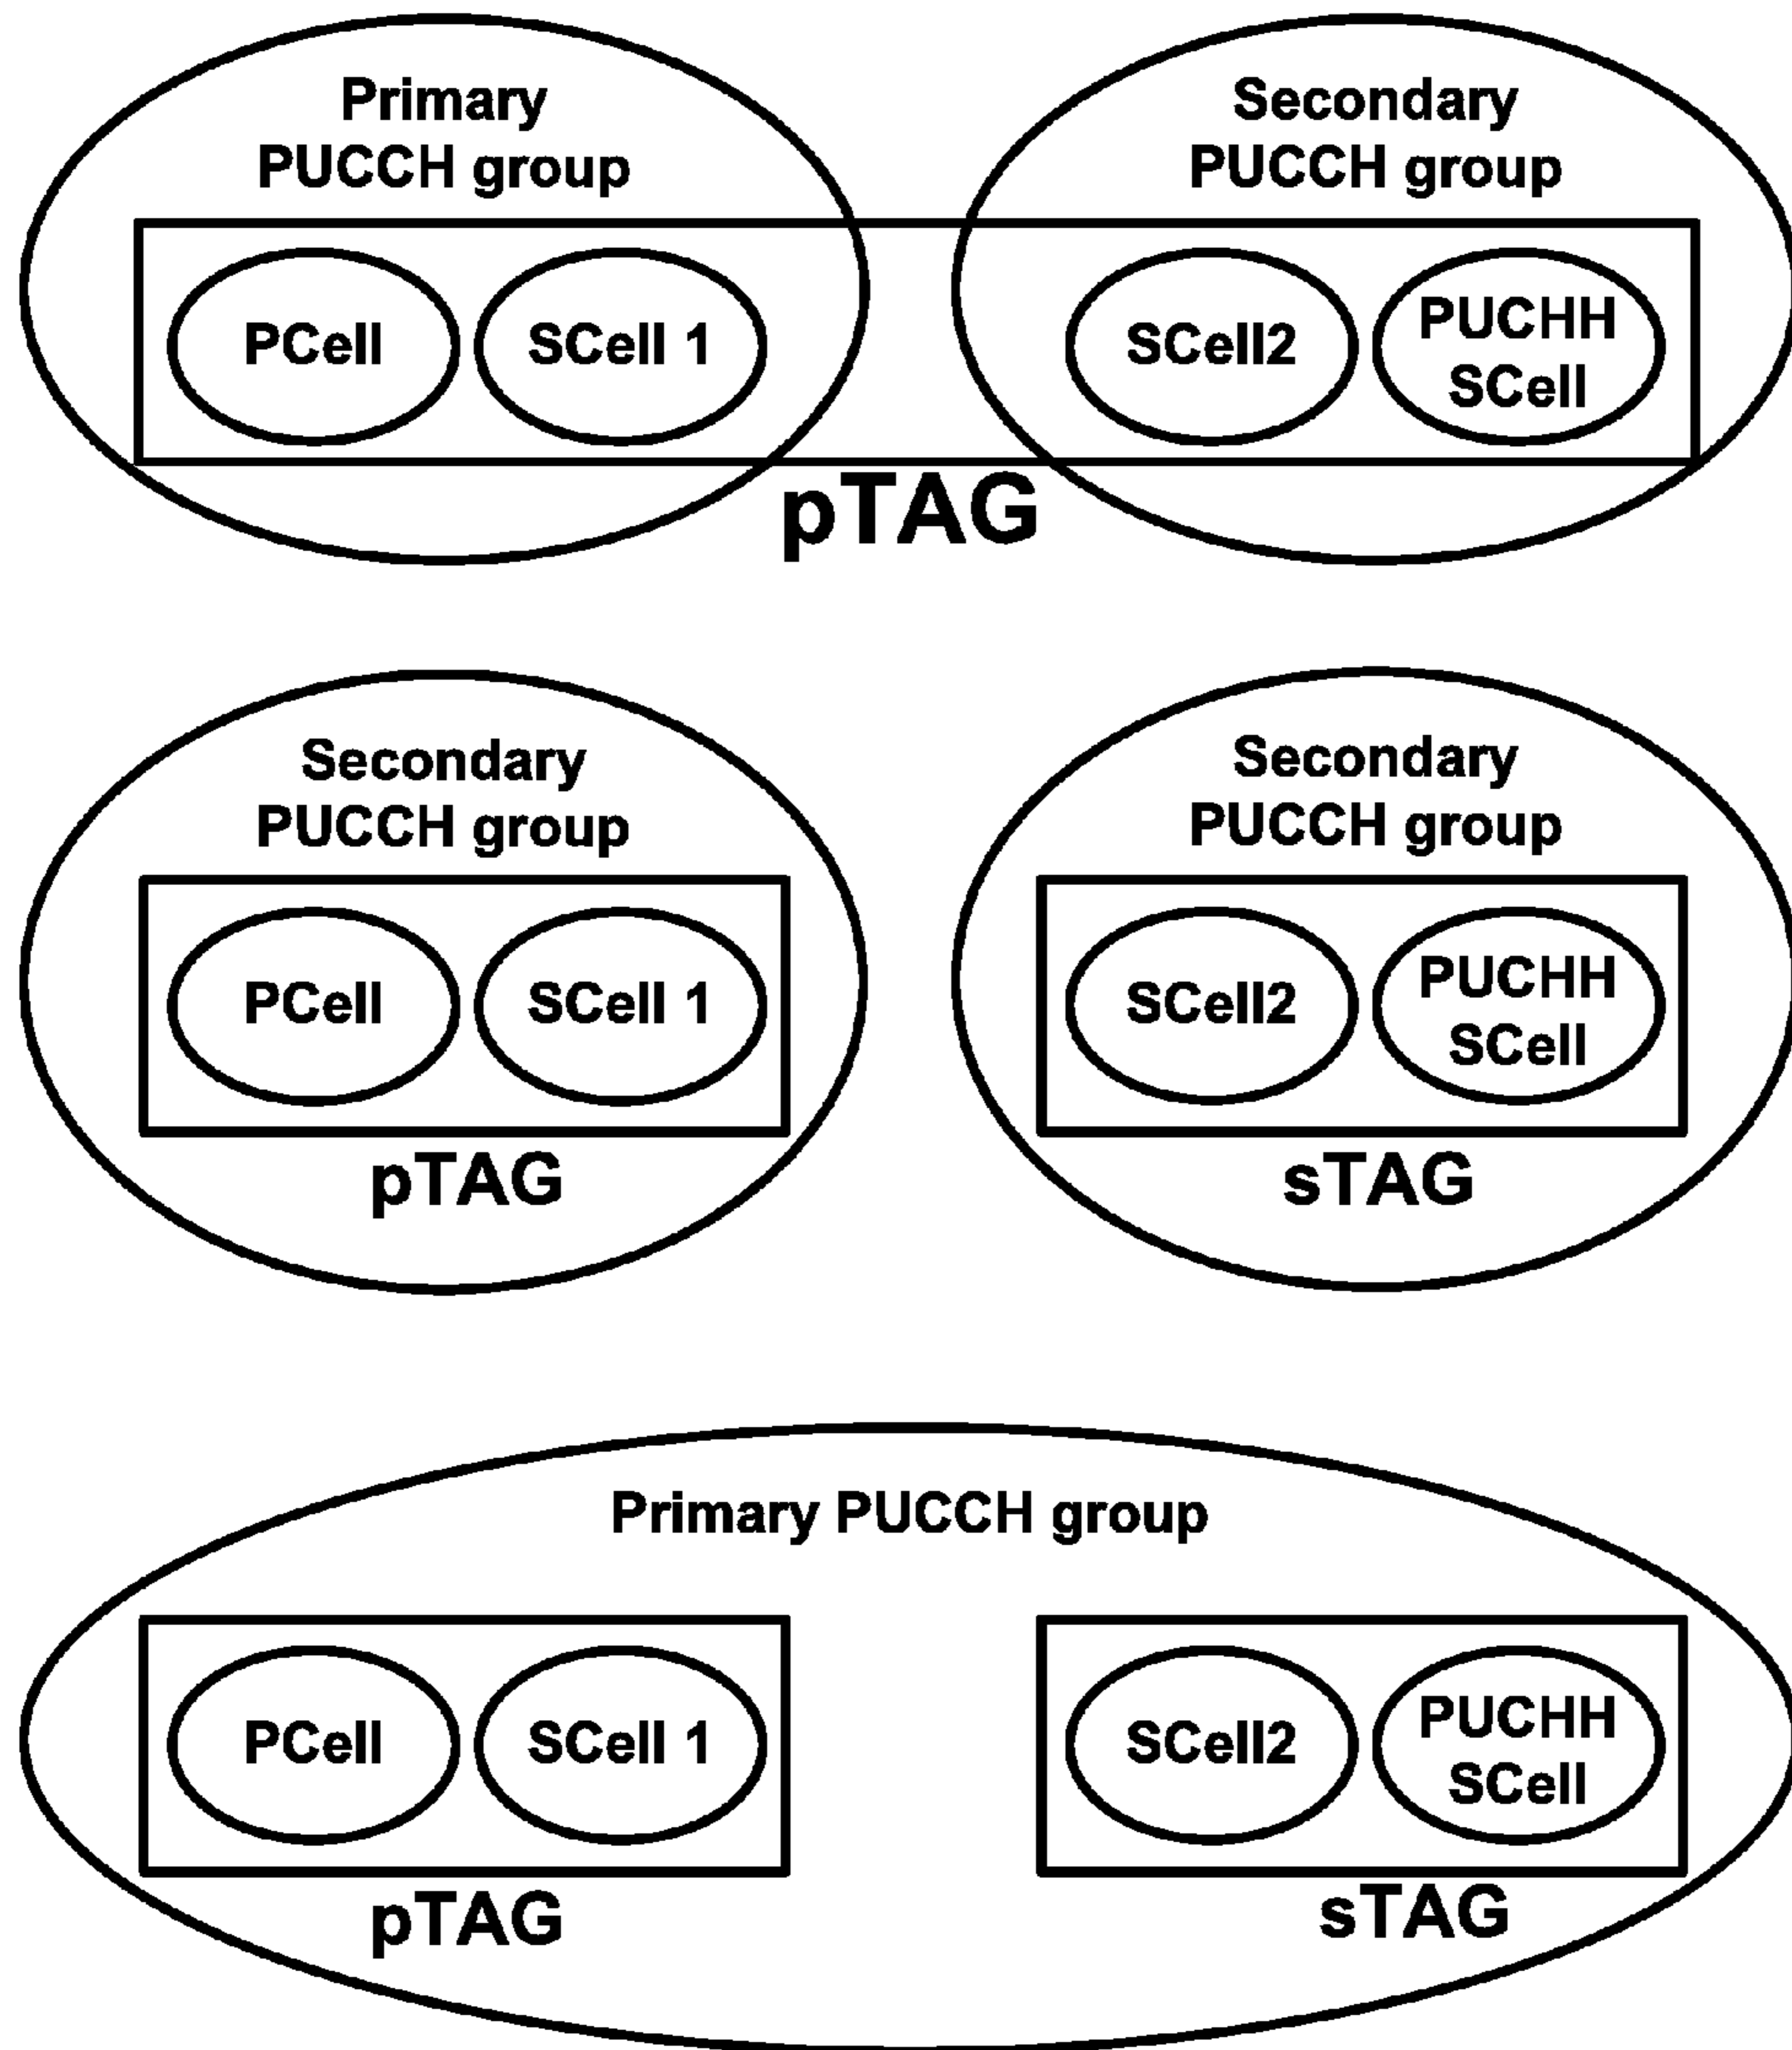 Primary
PUCCH group
Secondary
PUCCH group
PCell
SCell 1
SCell2
PUCHH
SCell
pTAG
Secondary
PUCCH group
Secondary
PUCCH group
PCell
SCell 1
SCell2
PUCHH
SCell
pTAG
sTAG
Primary PUCCH group
PCell
SCell 1
SCell2
PUCHH
SCell
pTAG
sTAG